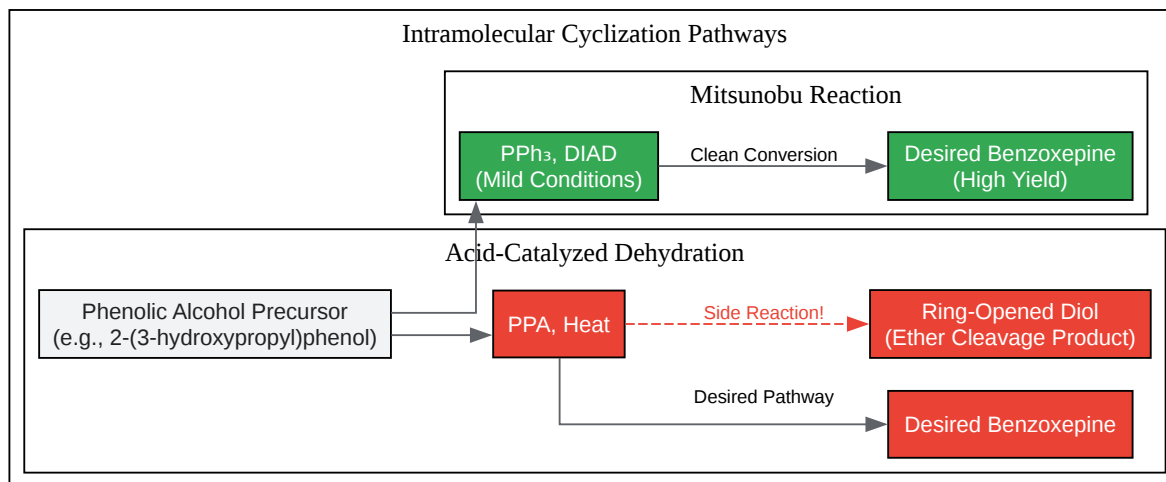 Intramolecular Cyclization Pathways
Mitsunobu Reaction
PPh₃, DIAD
(Mild Conditions)
Clean Conversion
Desired Benzoxepine
(High Yield)
Acid-Catalyzed Dehydration
Phenolic Alcohol Precursor
(e.g., 2-(3-hydroxypropyl)phenol)
PPA, Heat
Side Reaction!
Ring-Opened Diol
(Ether Cleavage Product)
Desired Pathway
Desired Benzoxepine